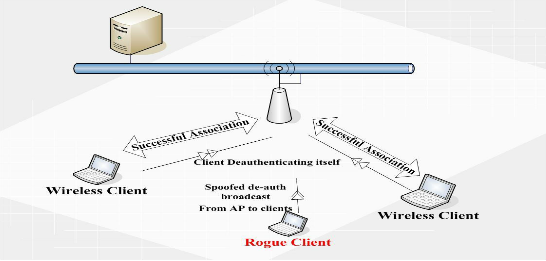 Successful Association
Successful Association
Client Deauthenticating itself
Wireless Client
Spoofed de-auth
broadcast
From AP to clients
Wireless Client
Rogue Client